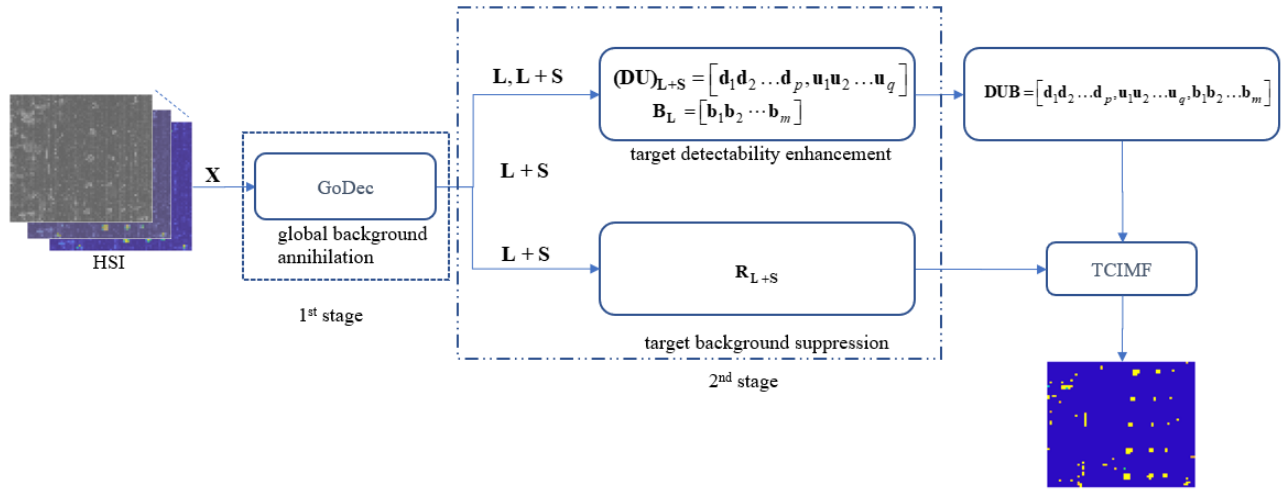 HSI
X
GoDec
global background
annihilation
1st stage
L, L + S
L + S
L + S
(DU)L+S = [d1d2 …dp,u1u2…uq]
BL = [b1b2 ⋯bm]
target detectability enhancement
RL+S
target background suppression
2nd stage
DUB = [d1d2…dp,u1u2…uq,b1b2…bm]
TCIMF